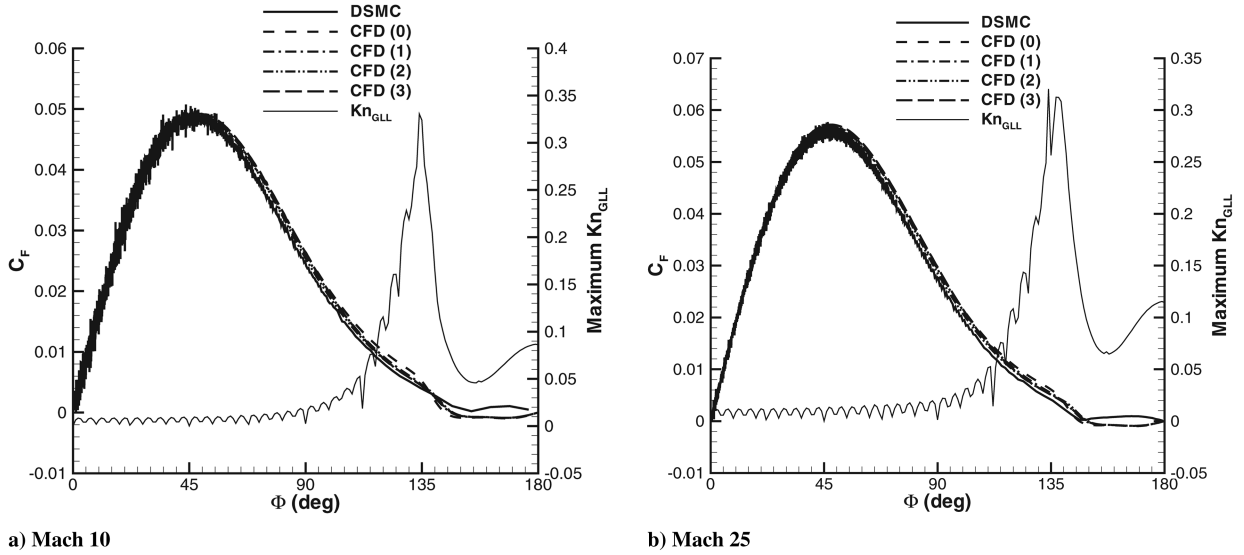 DSMC
CFD (0)
CFD (1)
CFD (2)
CFD (3)
Kn_GLL
0.06
0.05
0.04
0.03
0.02
0.01
0
-0.01
C_F
0.4
0.35
0.3
0.25
0.2
0.15
0.1
0.05
0
-0.05
Maximum Kn_GLL
0
45
90
135
180
Φ (deg)
a) Mach 10
DSMC
CFD (0)
CFD (1)
CFD (2)
CFD (3)
Kn_GLL
0.07
0.06
0.05
0.04
0.03
0.02
0.01
0
-0.01
C_F
0.35
0.3
0.25
0.2
0.15
0.1
0.05
0
-0.05
Maximum Kn_GLL
0
45
90
135
180
Φ (deg)
b) Mach 25